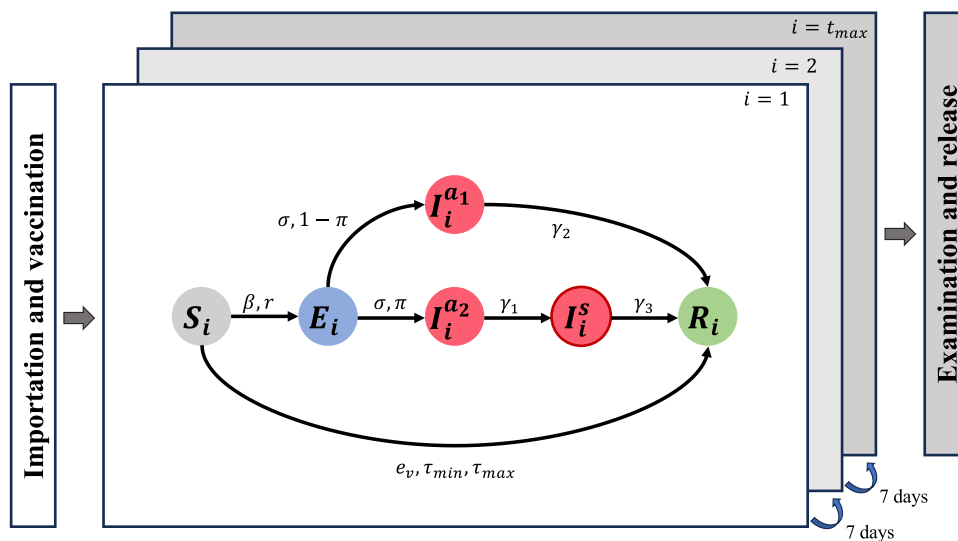 Importation and vaccination
i = t_max
i = 2
i = 1
I_i^{a_1}
σ, 1 − π
γ_2
S_i
β, r
E_i
σ, π
I_i^{a_2}
γ_1
I_i^s
γ_3
R_i
e_v, τ_min, τ_max
7 days
7 days
Examination and release